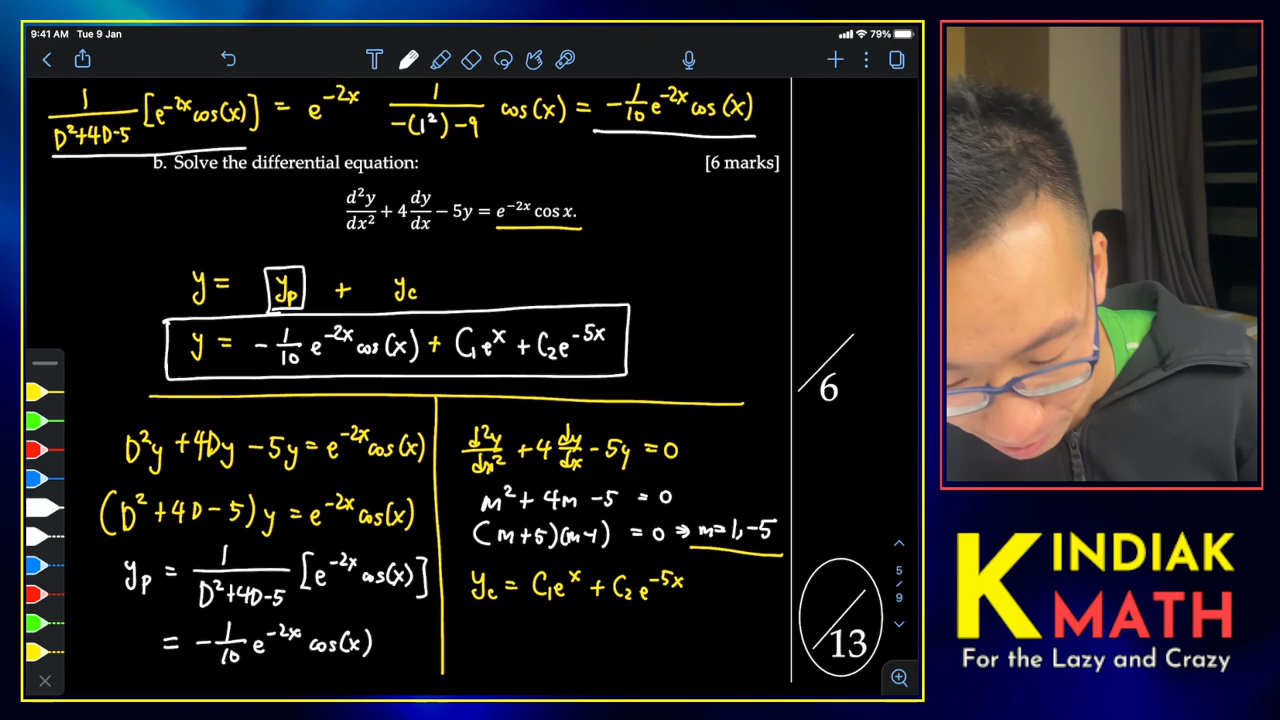 9:41 AM Tue 9 Jan 79%
1/(D²+4D-5) [e^{-2x}cos(x)] = e^{-2x} 1/(-(1²)-9) cos(x) = -1/10 e^{-2x}cos(x)
b. Solve the differential equation: [6 marks]
d²y/dx² + 4 dy/dx − 5y = e^{−2x} cos x.
y = y_p + y_c
y = -1/10 e^{-2x} cos(x) + C₁e^x + C₂e^{-5x}
/6
D²y + 4Dy - 5y = e^{-2x}cos(x)
(D² + 4D - 5) y = e^{-2x}cos(x)
y_p = 1/(D²+4D-5) [e^{-2x}cos(x)]
= -1/10 e^{-2x} cos(x)
d²y/dx² + 4 dy/dx - 5y = 0
m² + 4m - 5 = 0
(m+5)(m-1) = 0 ⇒ m=1,-5
y_c = C₁e^x + C₂e^{-5x}
/13
5/9
KINDIAK
MATH
For the Lazy and Crazy